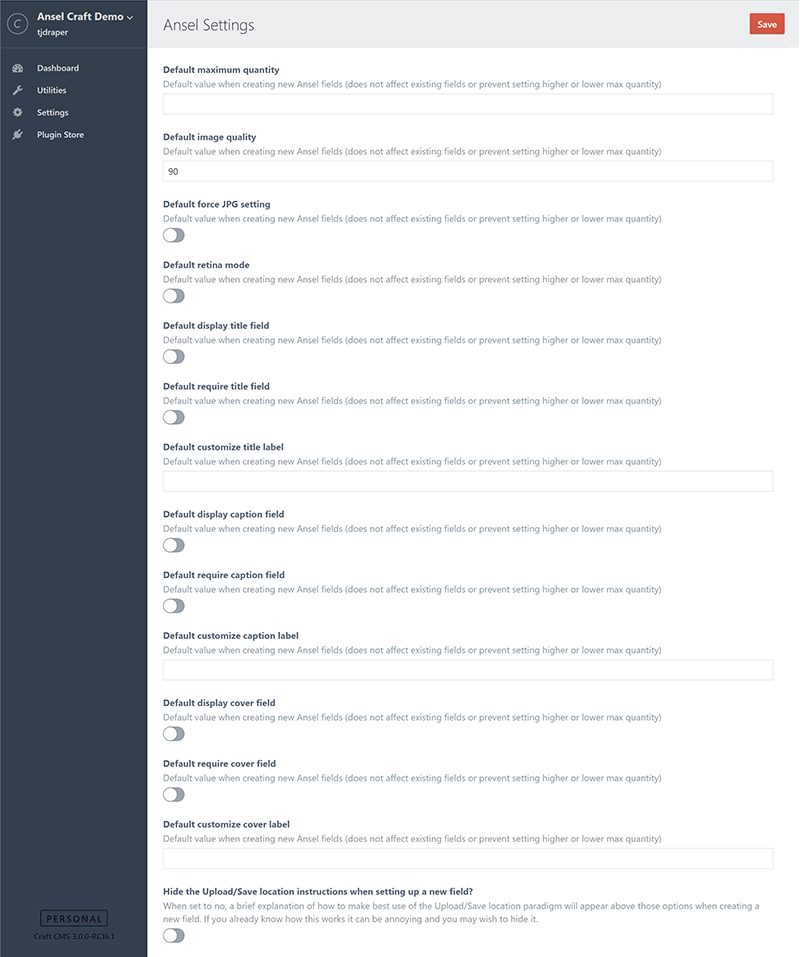 C
Ansel Craft Demo
tjdraper
Dashboard
Utilities
Settings
Plugin Store
PERSONAL
Craft CMS 3.0.0-RC16.1
Ansel Settings
Save
Default maximum quantity
Default value when creating new Ansel fields (does not affect existing fields or prevent setting higher or lower max quantity)
Default image quality
Default value when creating new Ansel fields (does not affect existing fields or prevent setting higher or lower max quantity)
90
Default force JPG setting
Default value when creating new Ansel fields (does not affect existing fields or prevent setting higher or lower max quantity)
Default retina mode
Default value when creating new Ansel fields (does not affect existing fields or prevent setting higher or lower max quantity)
Default display title field
Default value when creating new Ansel fields (does not affect existing fields or prevent setting higher or lower max quantity)
Default require title field
Default value when creating new Ansel fields (does not affect existing fields or prevent setting higher or lower max quantity)
Default customize title label
Default value when creating new Ansel fields (does not affect existing fields or prevent setting higher or lower max quantity)
Default display caption field
Default value when creating new Ansel fields (does not affect existing fields or prevent setting higher or lower max quantity)
Default require caption field
Default value when creating new Ansel fields (does not affect existing fields or prevent setting higher or lower max quantity)
Default customize caption label
Default value when creating new Ansel fields (does not affect existing fields or prevent setting higher or lower max quantity)
Default display cover field
Default value when creating new Ansel fields (does not affect existing fields or prevent setting higher or lower max quantity)
Default require cover field
Default value when creating new Ansel fields (does not affect existing fields or prevent setting higher or lower max quantity)
Default customize cover label
Default value when creating new Ansel fields (does not affect existing fields or prevent setting higher or lower max quantity)
Hide the Upload/Save location instructions when setting up a new field?
When set to no, a brief explanation of how to make best use of the Upload/Save location paradigm will appear above those options when creating a
new field. If you already know how this works it can be annoying and you may wish to hide it.